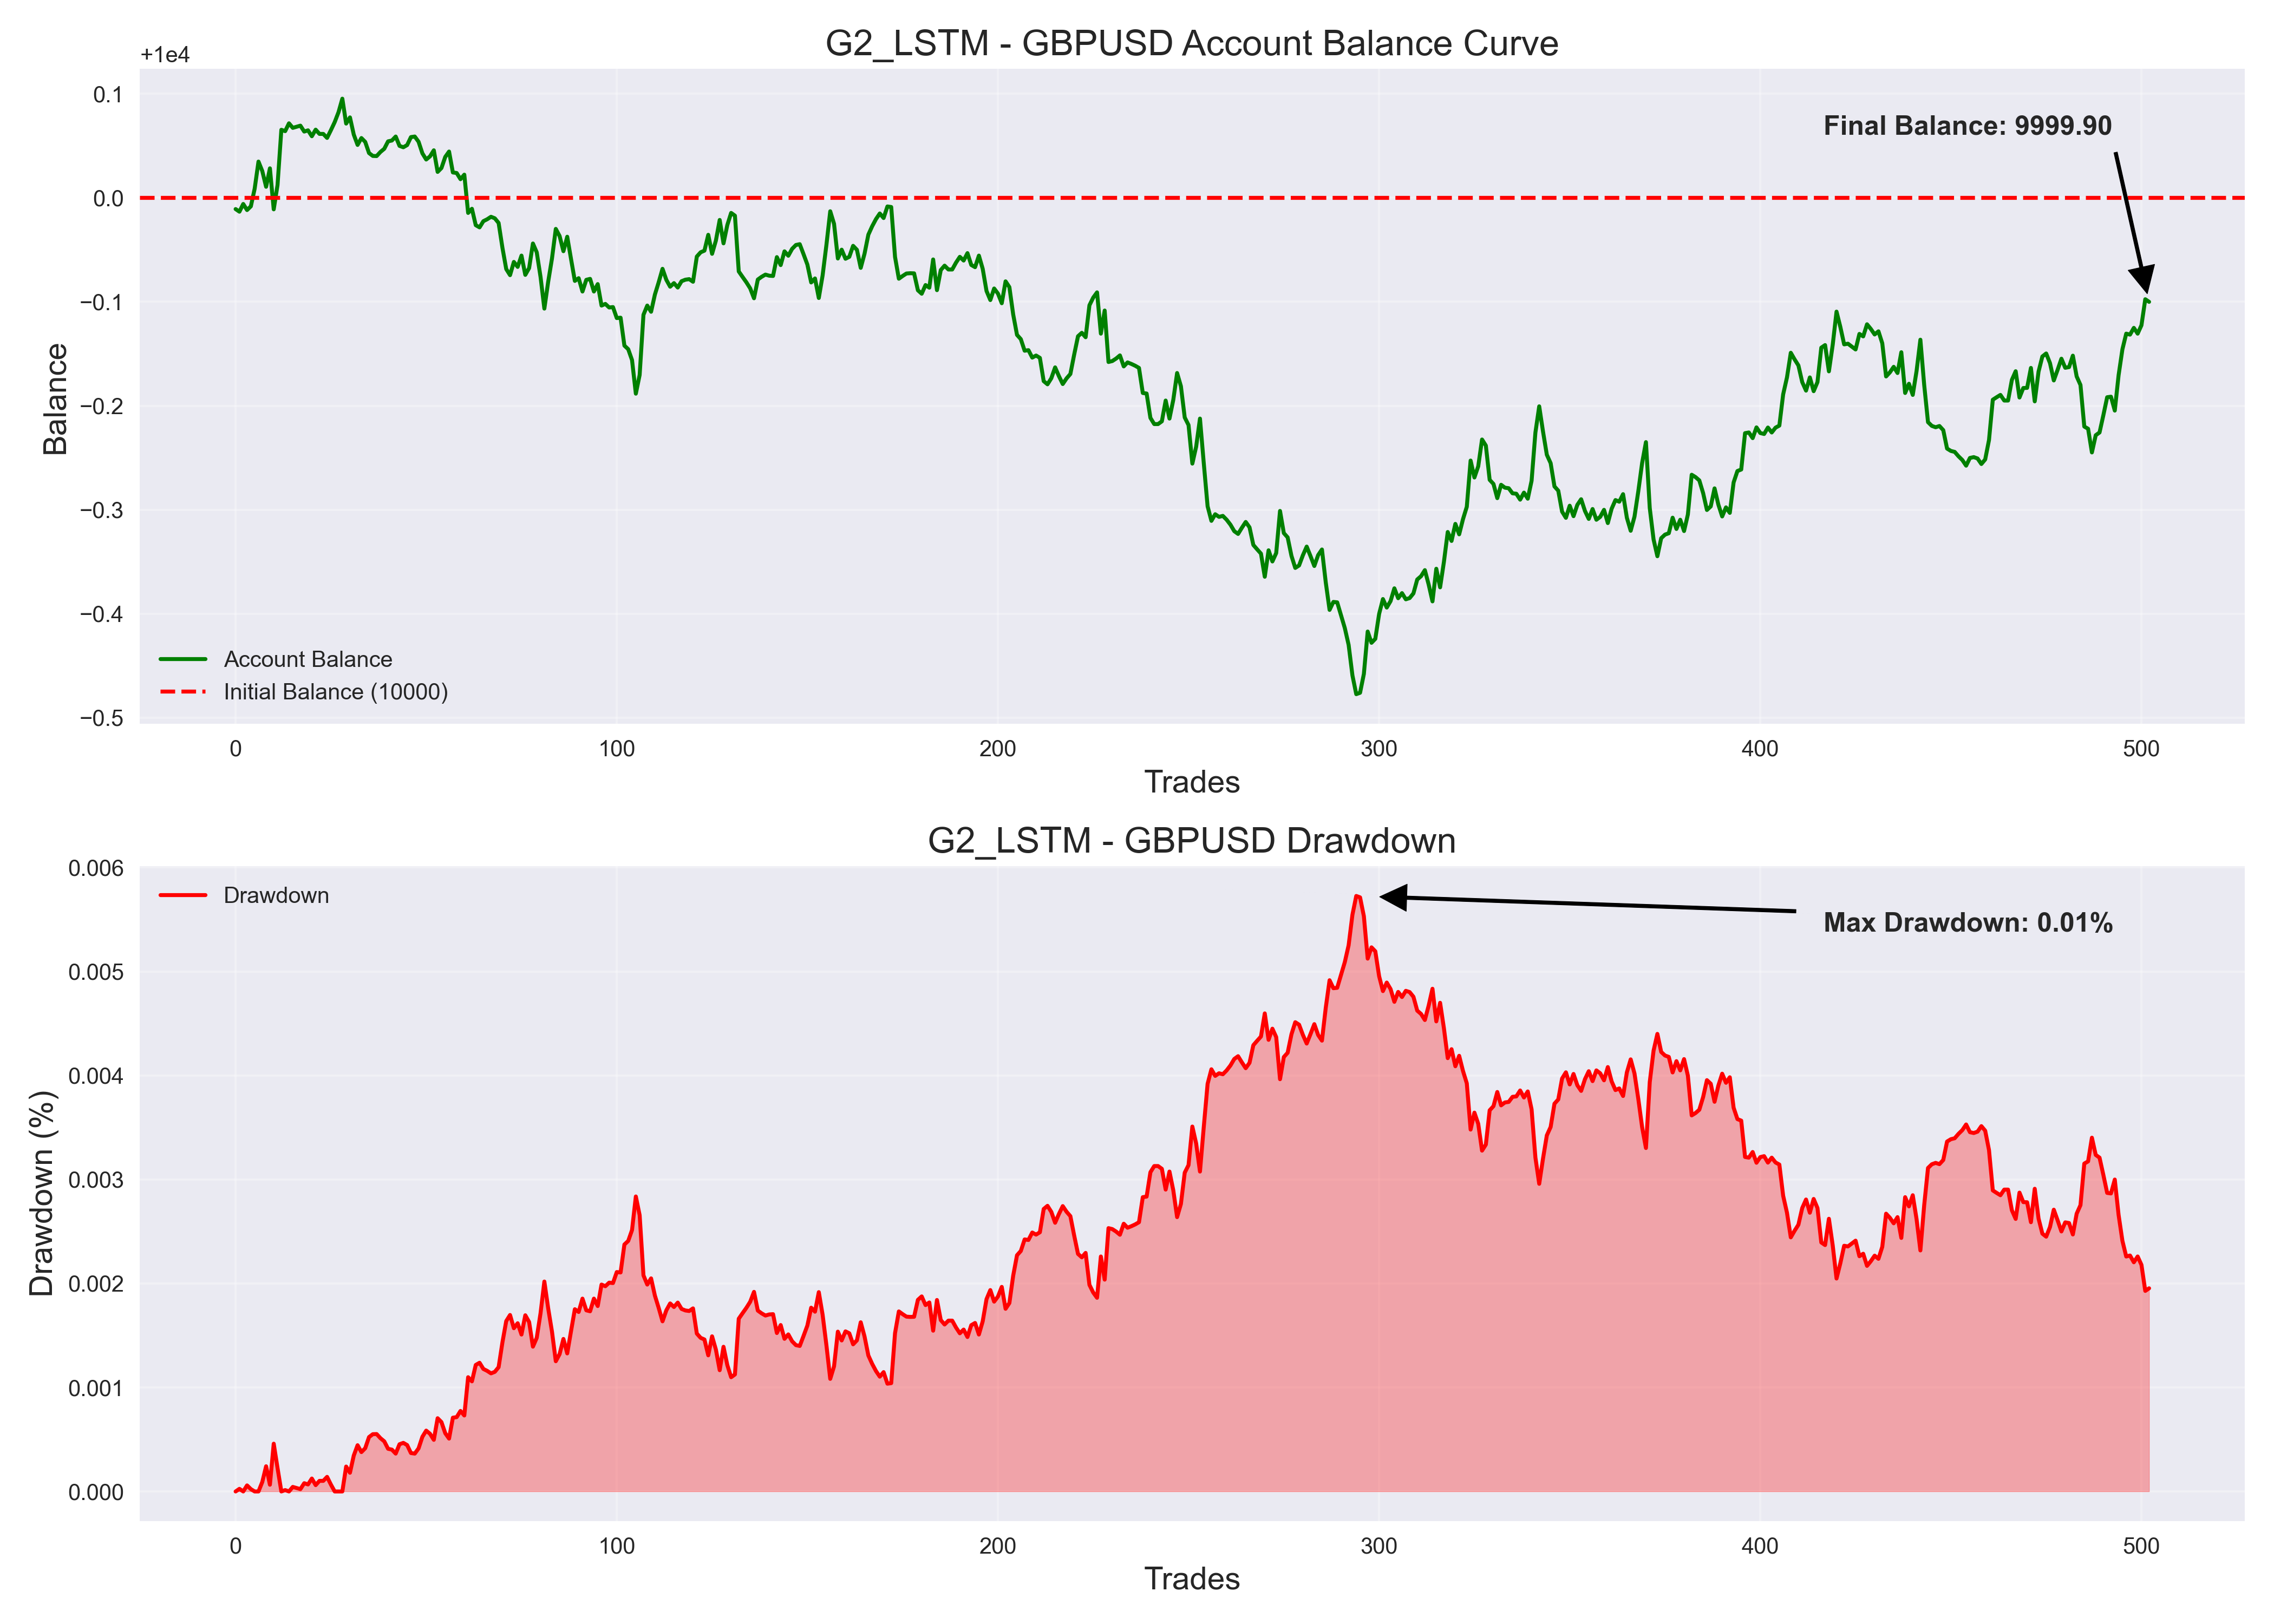 G2_LSTM - GBPUSD Account Balance Curve
+1e4
0.1
0.0
−0.1
−0.2
−0.3
−0.4
−0.5
Balance
Final Balance: 9999.90
Account Balance
Initial Balance (10000)
0 100 200 300 400 500
Trades
G2_LSTM - GBPUSD Drawdown
0.006
0.005
0.004
0.003
0.002
0.001
0.000
Drawdown (%)
Drawdown
Max Drawdown: 0.01%
0 100 200 300 400 500
Trades